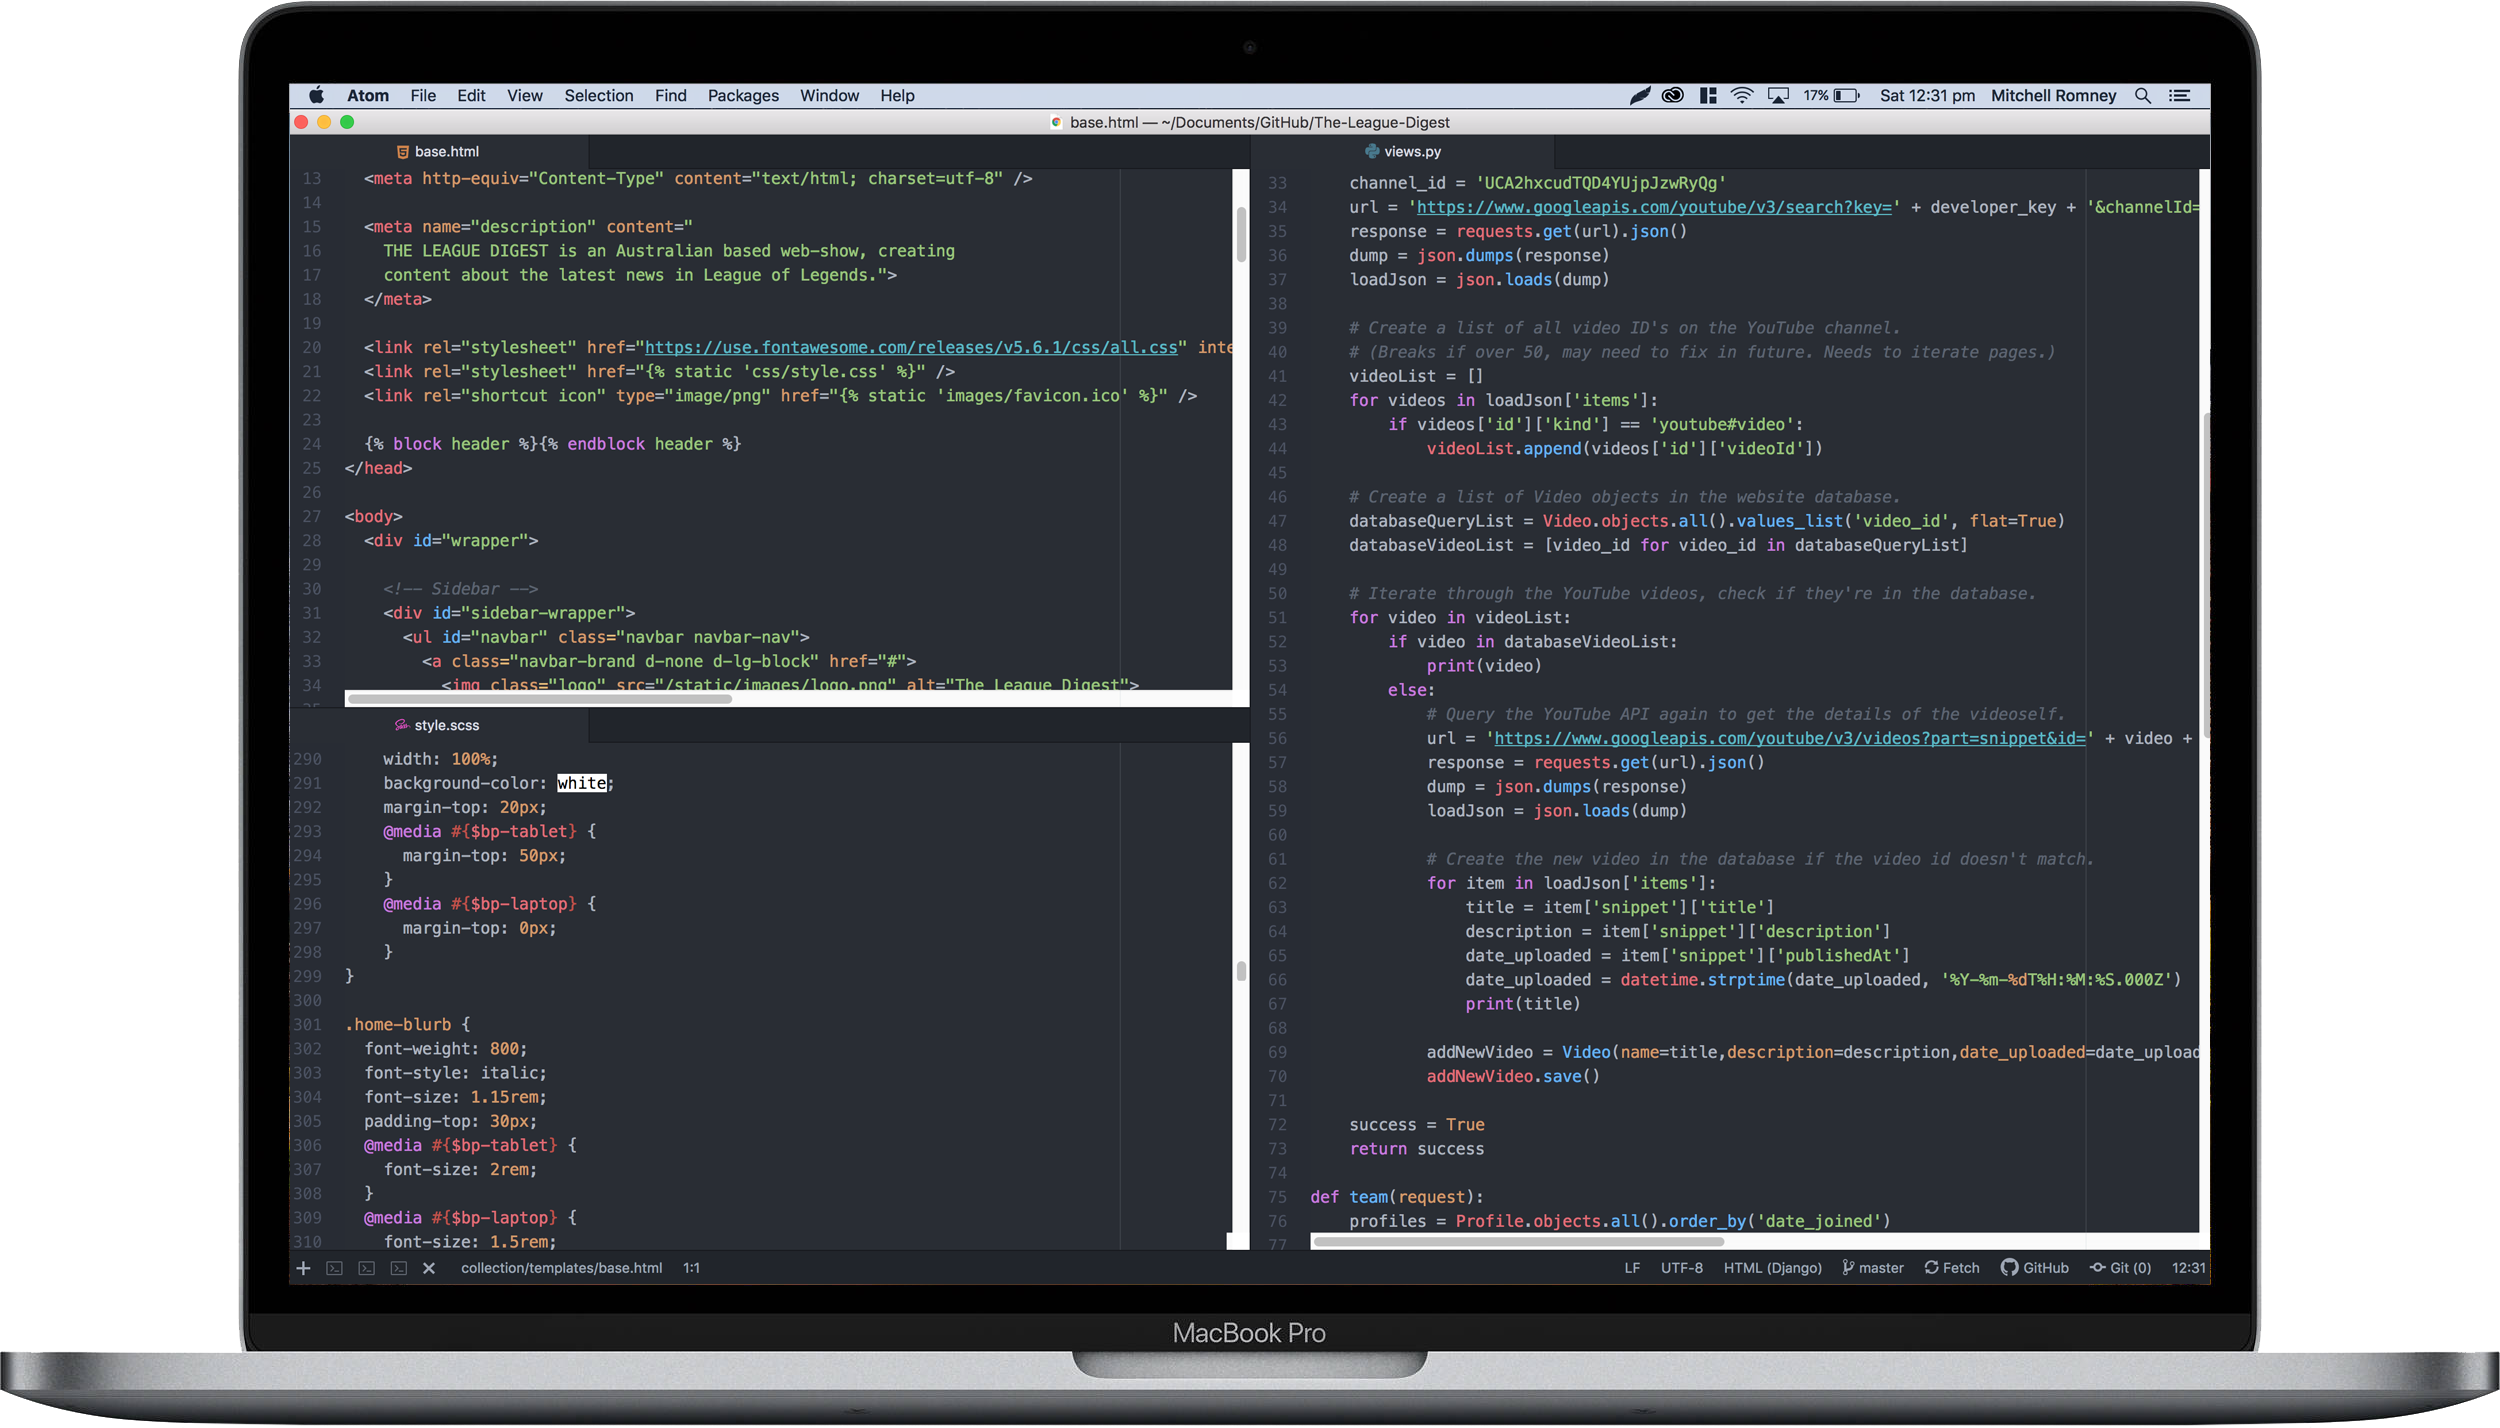 Atom File Edit View Selection Find Packages Window Help 17% Sat 12:31 pm Mitchell Romney
base.html — ~/Documents/GitHub/The-League-Digest
base.html
13 <meta http-equiv="Content-Type" content="text/html; charset=utf-8" />
14
15 <meta name="description" content="
16 THE LEAGUE DIGEST is an Australian based web-show, creating
17 content about the latest news in League of Legends.">
18 </meta>
19
20 <link rel="stylesheet" href="https://use.fontawesome.com/releases/v5.6.1/css/all.css" inte
21 <link rel="stylesheet" href="{% static 'css/style.css' %}" />
22 <link rel="shortcut icon" type="image/png" href="{% static 'images/favicon.ico' %}" />
23
24 {% block header %}{% endblock header %}
25 </head>
26
27 <body>
28 <div id="wrapper">
29
30 <!-- Sidebar -->
31 <div id="sidebar-wrapper">
32 <ul id="navbar" class="navbar navbar-nav">
33 <a class="navbar-brand d-none d-lg-block" href="#">
34 <img class="logo" src="/static/images/logo.png" alt="The League Digest">
style.scss
290 width: 100%;
291 background-color: white;
292 margin-top: 20px;
293 @media #{$bp-tablet} {
294 margin-top: 50px;
295 }
296 @media #{$bp-laptop} {
297 margin-top: 0px;
298 }
299 }
300
301 .home-blurb {
302 font-weight: 800;
303 font-style: italic;
304 font-size: 1.15rem;
305 padding-top: 30px;
306 @media #{$bp-tablet} {
307 font-size: 2rem;
308 }
309 @media #{$bp-laptop} {
310 font-size: 1.5rem;
views.py
33 channel_id = 'UCA2hxcudTQD4YUjpJzwRyQg'
34 url = 'https://www.googleapis.com/youtube/v3/search?key=' + developer_key + '&channelId=
35 response = requests.get(url).json()
36 dump = json.dumps(response)
37 loadJson = json.loads(dump)
38
39 # Create a list of all video ID's on the YouTube channel.
40 # (Breaks if over 50, may need to fix in future. Needs to iterate pages.)
41 videoList = []
42 for videos in loadJson['items']:
43 if videos['id']['kind'] == 'youtube#video':
44 videoList.append(videos['id']['videoId'])
45
46 # Create a list of Video objects in the website database.
47 databaseQueryList = Video.objects.all().values_list('video_id', flat=True)
48 databaseVideoList = [video_id for video_id in databaseQueryList]
49
50 # Iterate through the YouTube videos, check if they're in the database.
51 for video in videoList:
52 if video in databaseVideoList:
53 print(video)
54 else:
55 # Query the YouTube API again to get the details of the videoself.
56 url = 'https://www.googleapis.com/youtube/v3/videos?part=snippet&id=' + video +
57 response = requests.get(url).json()
58 dump = json.dumps(response)
59 loadJson = json.loads(dump)
60
61 # Create the new video in the database if the video id doesn't match.
62 for item in loadJson['items']:
63 title = item['snippet']['title']
64 description = item['snippet']['description']
65 date_uploaded = item['snippet']['publishedAt']
66 date_uploaded = datetime.strptime(date_uploaded, '%Y-%m-%dT%H:%M:%S.000Z')
67 print(title)
68
69 addNewVideo = Video(name=title,description=description,date_uploaded=date_upload
70 addNewVideo.save()
71
72 success = True
73 return success
74
75 def team(request):
76 profiles = Profile.objects.all().order_by('date_joined')
77
collection/templates/base.html 1:1 LF UTF-8 HTML (Django) master Fetch GitHub Git (0) 12:31
MacBook Pro